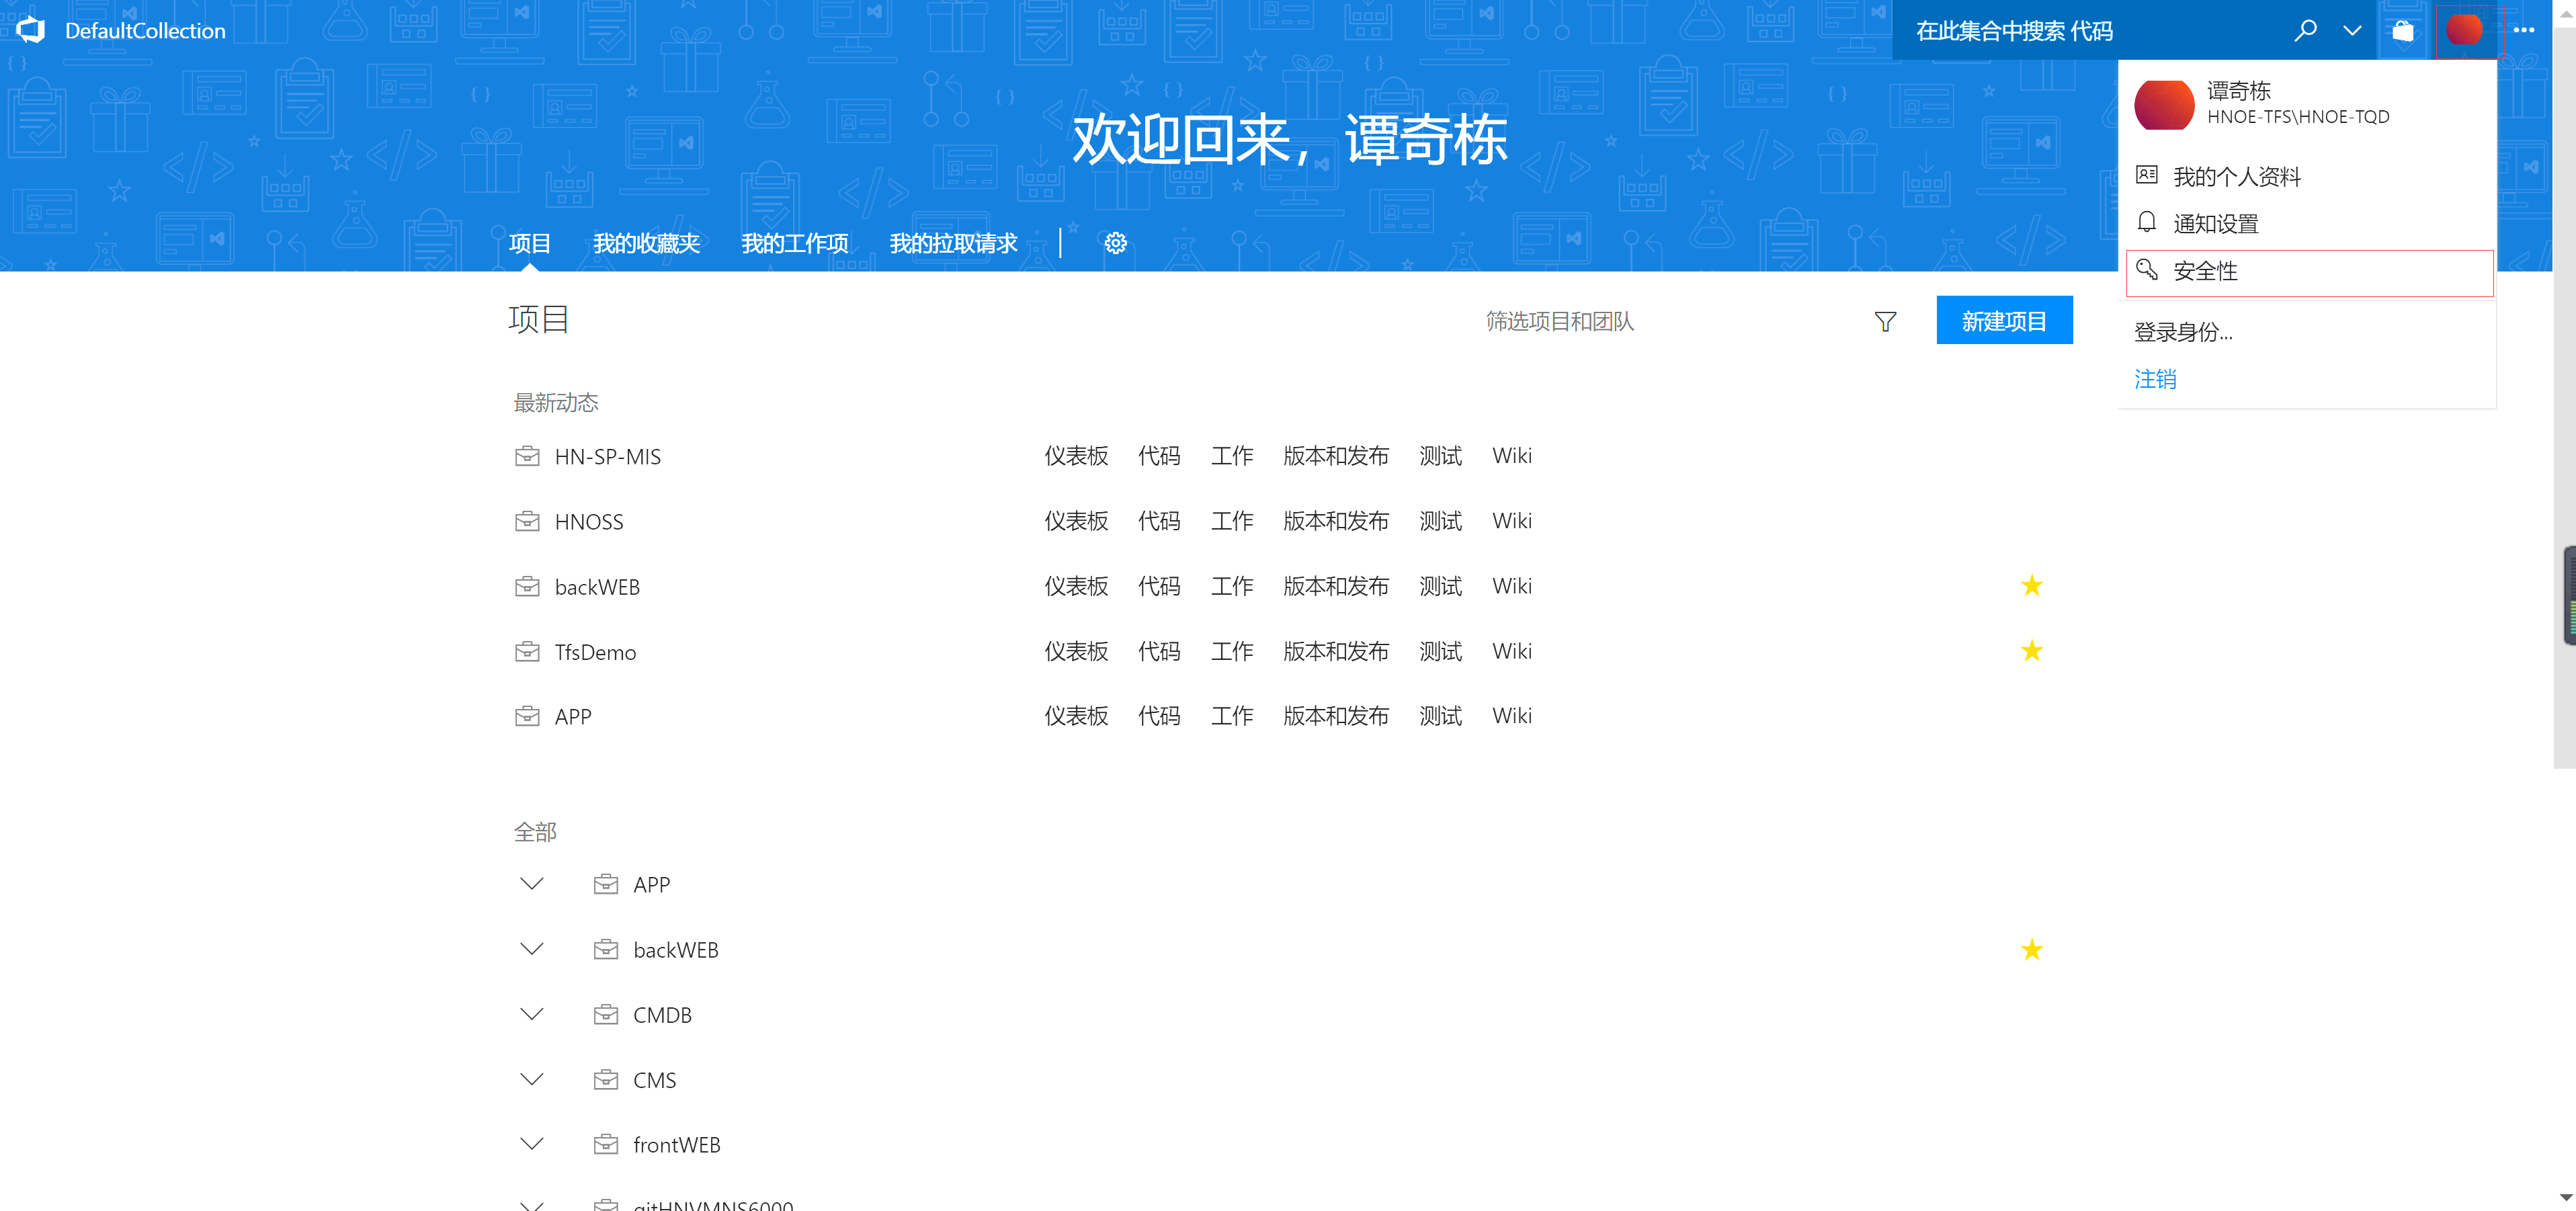 DefaultCollection
在此集合中搜索 代码
谭奇栋
HNOE-TFS\HNOE-TQD
我的个人资料
通知设置
安全性
登录身份...
注销
欢迎回来，谭奇栋
项目 我的收藏夹 我的工作项 我的拉取请求
项目
筛选项目和团队
新建项目
最新动态
HN-SP-MIS 仪表板 代码 工作 版本和发布 测试 Wiki
HNOSS 仪表板 代码 工作 版本和发布 测试 Wiki
backWEB 仪表板 代码 工作 版本和发布 测试 Wiki
TfsDemo 仪表板 代码 工作 版本和发布 测试 Wiki
APP 仪表板 代码 工作 版本和发布 测试 Wiki
全部
APP
backWEB
CMDB
CMS
frontWEB
gitHNVMNS6000